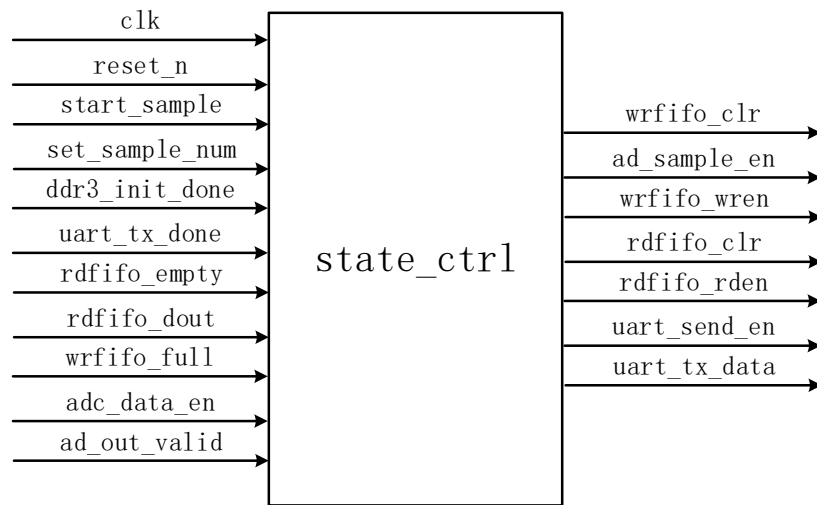 clk
reset_n
start_sample
set_sample_num
ddr3_init_done
uart_tx_done
rdfifo_empty
rdfifo_dout
wrfifo_full
adc_data_en
ad_out_valid
state_ctrl
wrfifo_clr
ad_sample_en
wrfifo_wren
rdfifo_clr
rdfifo_rden
uart_send_en
uart_tx_data